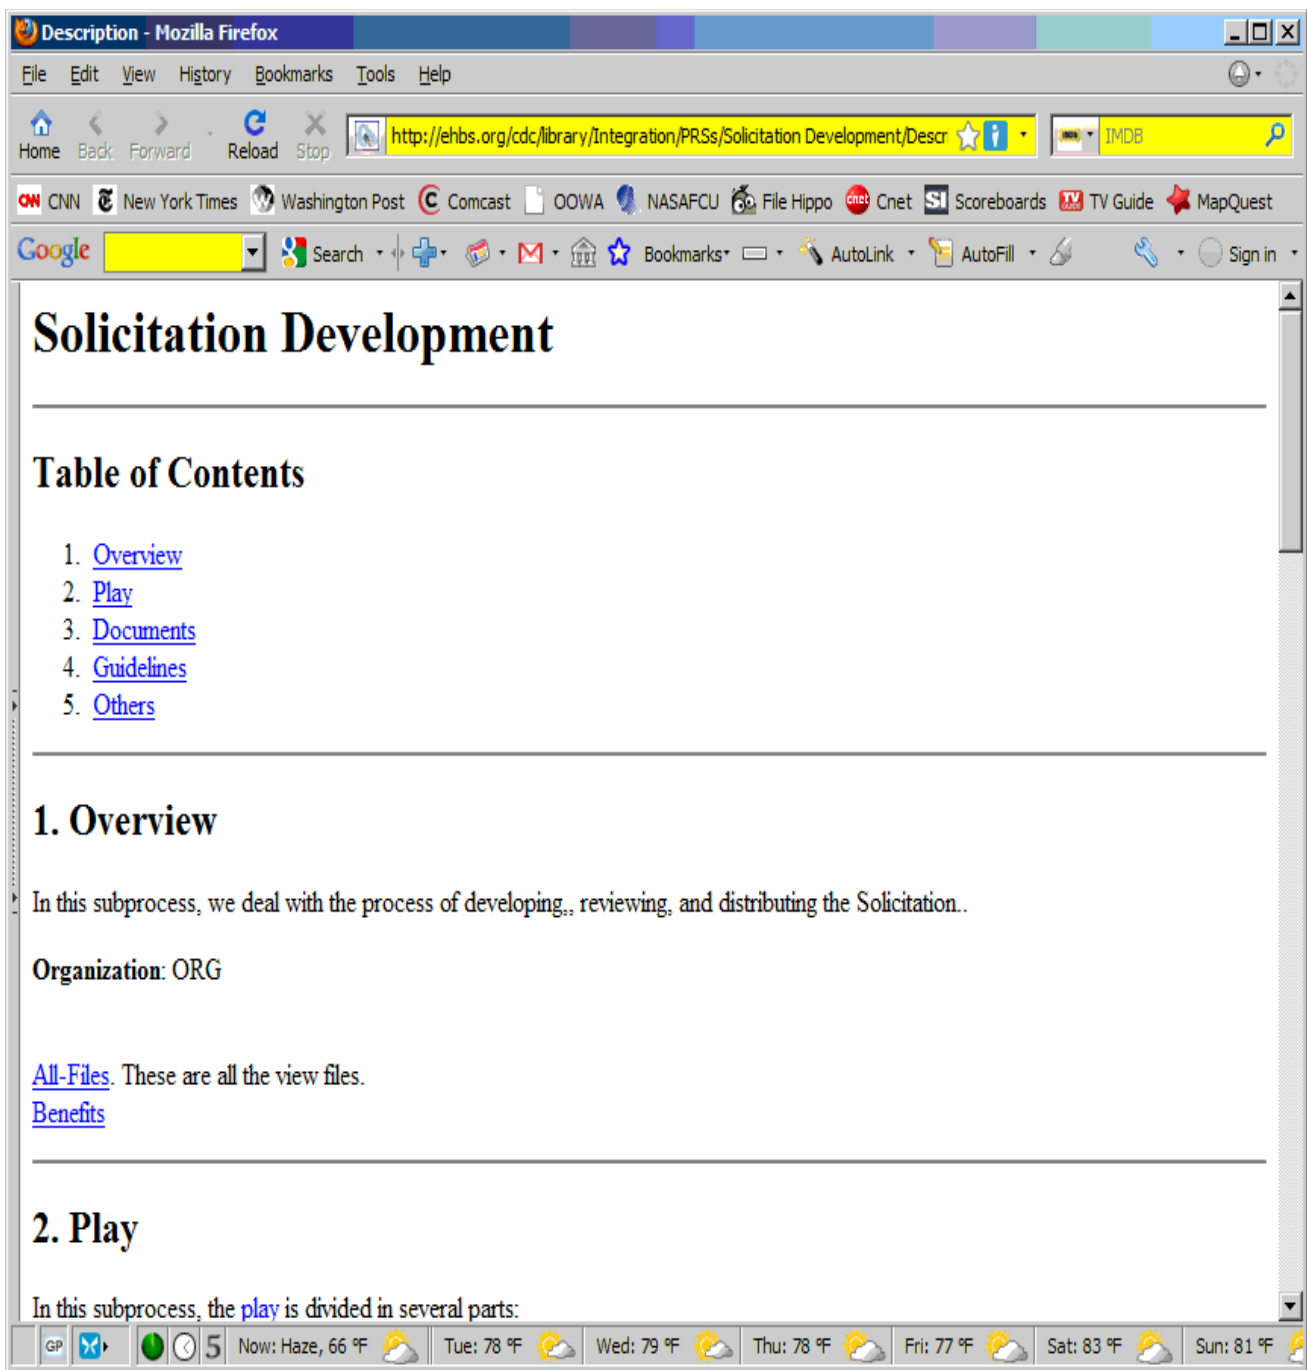 Description - Mozilla Firefox
File Edit View History Bookmarks Tools Help
Home Back Forward Reload Stop http://ehbs.org/cdc/library/Integration/PRSs/Solicitation Development/Descri IMDB
CNN CNN New York Times Washington Post C Comcast OOWA NASAFCU File Hippo cnet Cnet SI Scoreboards TV Guide MapQuest
Google Search Bookmarks AutoLink AutoFill Sign in
Solicitation Development
Table of Contents
1. Overview
2. Play
3. Documents
4. Guidelines
5. Others
1. Overview
In this subprocess, we deal with the process of developing,, reviewing, and distributing the Solicitation..
Organization: ORG
All-Files. These are all the view files.
Benefits
2. Play
In this subprocess, the play is divided in several parts:
GP 5 Now: Haze, 66 °F Tue: 78 °F Wed: 79 °F Thu: 78 °F Fri: 77 °F Sat: 83 °F Sun: 81 °F